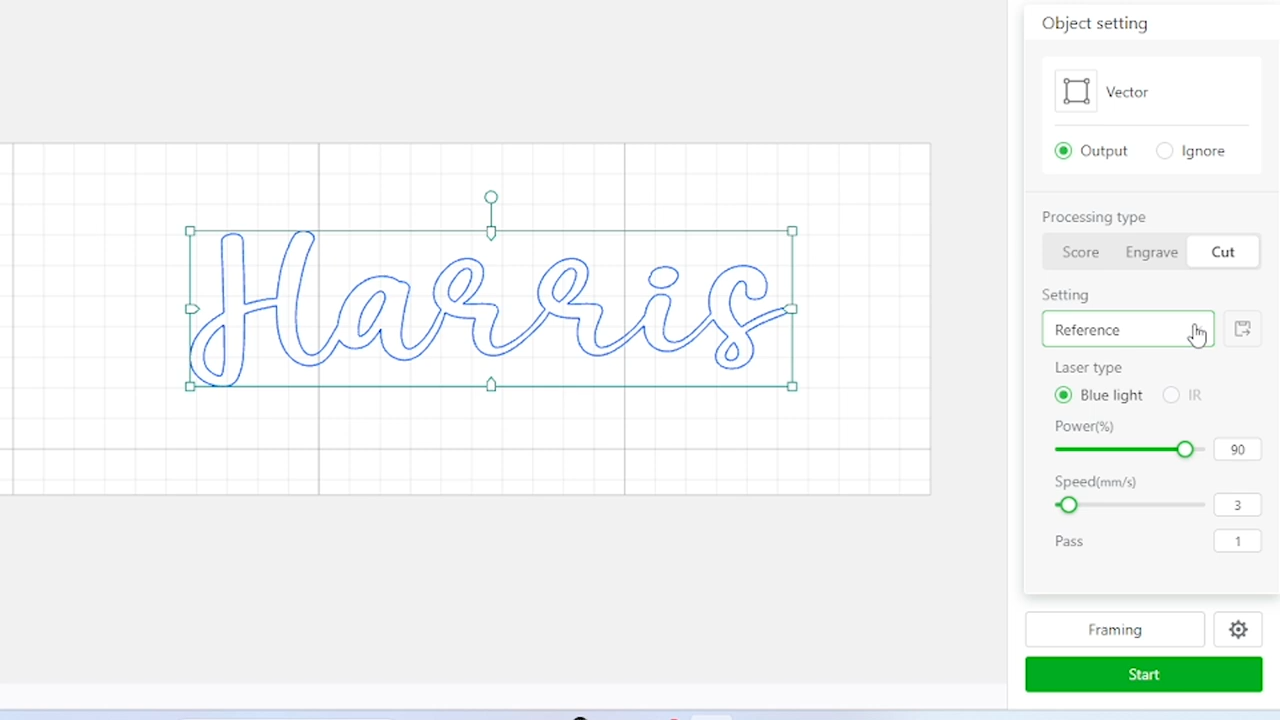 Object setting
Vector
Output Ignore
Processing type
Score Engrave Cut
Setting
Reference
Laser type
Blue light IR
Power(%)
90
Speed(mm/s)
3
Pass 1
Framing
Start
Harris